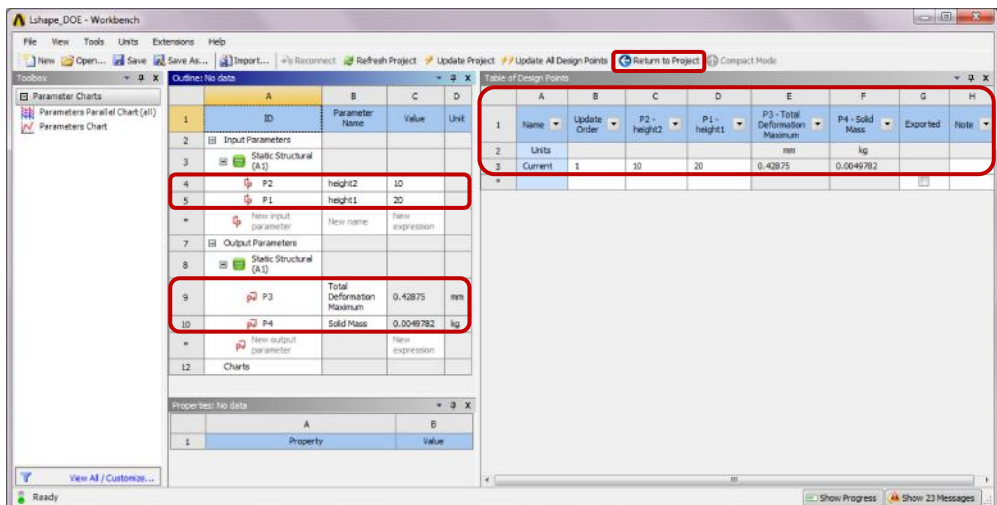 Lshape_DOE - Workbench
File View Tools Units Extensions Help
New Open... Save Save As... Import... Reconnect Refresh Project Update Project Update All Design Points Return to Project Compact Mode
Toolbox
Parameter Charts
Parameters Parallel Chart (all)
Parameters Chart
View All / Customize...
Outline: No data
A B C D
1 ID Parameter Name Value Unit
2 Input Parameters
3 Static Structural (A1)
4 P2 height2 10
5 P1 height1 20
* New input parameter New name New expression
7 Output Parameters
8 Static Structural (A1)
9 P3 Total Deformation Maximum 0.42875 mm
10 P4 Solid Mass 0.0049782 kg
* New output parameter New expression
12 Charts
Properties: No data
A B
1 Property Value
Table of Design Points
A B C D E F G H
1 Name Update Order P2 - height2 P1 - height1 P3 - Total Deformation Maximum P4 - Solid Mass Exported Note
2 Units mm kg
3 Current 1 10 20 0.42875 0.0049782
*
Ready Show Progress Show 23 Messages